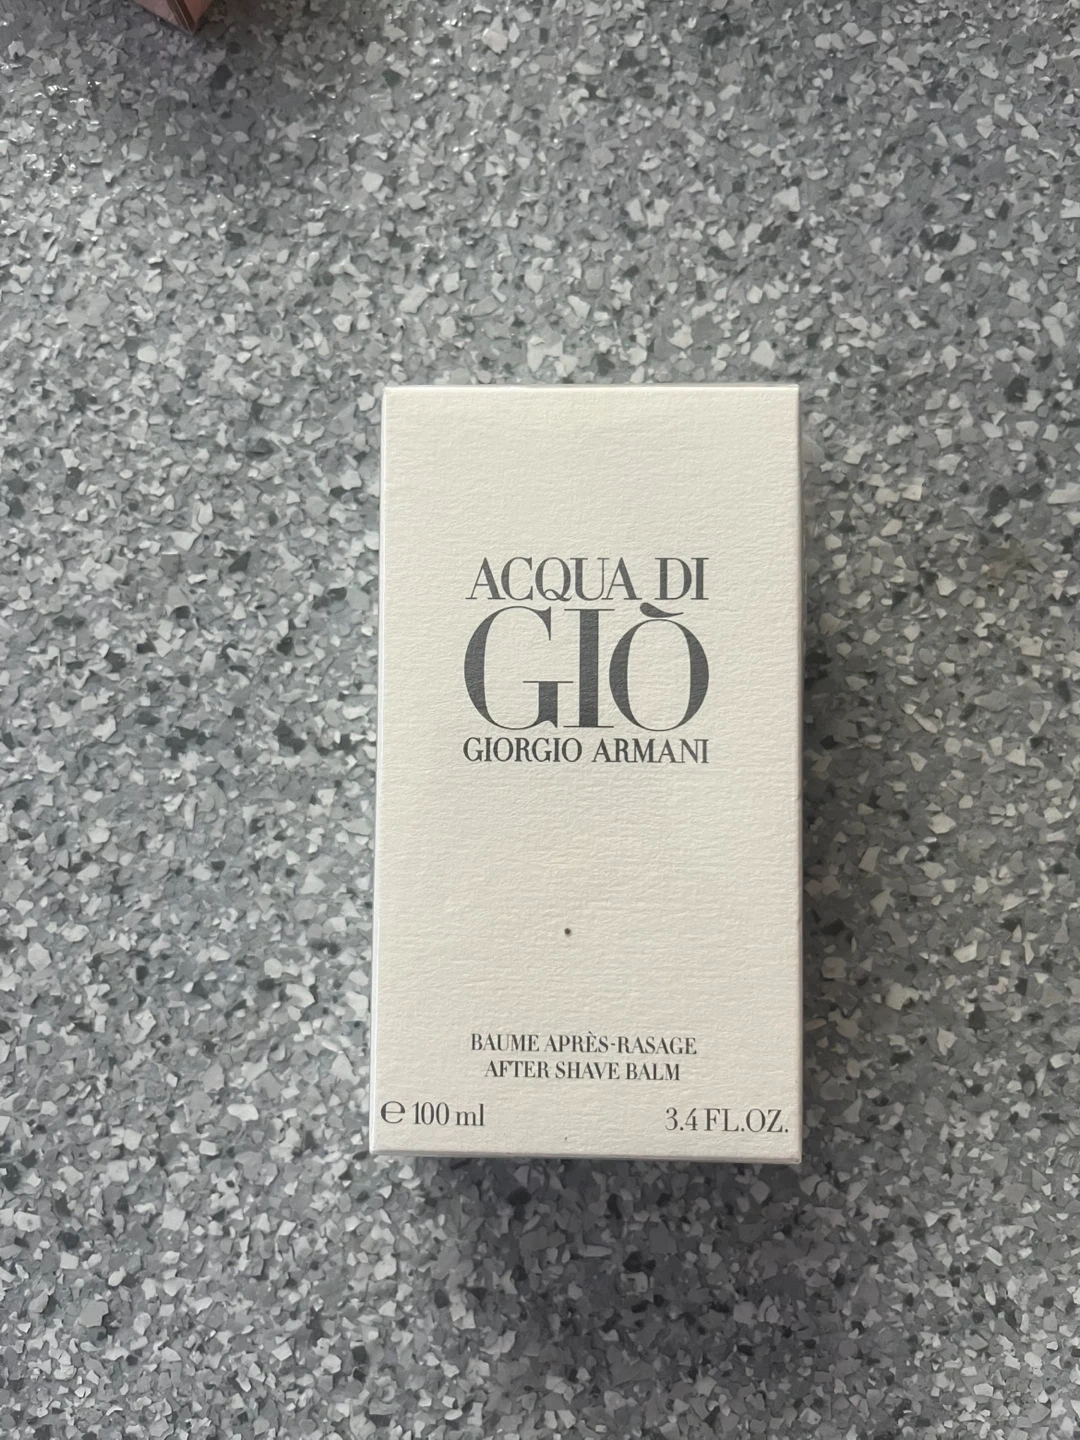 ACQUA DI
GIÒ
GIORGIO ARMANI
BAUME APRÈS-RASAGE
AFTER SHAVE BALM
℮ 100 ml 3.4 FL.OZ.